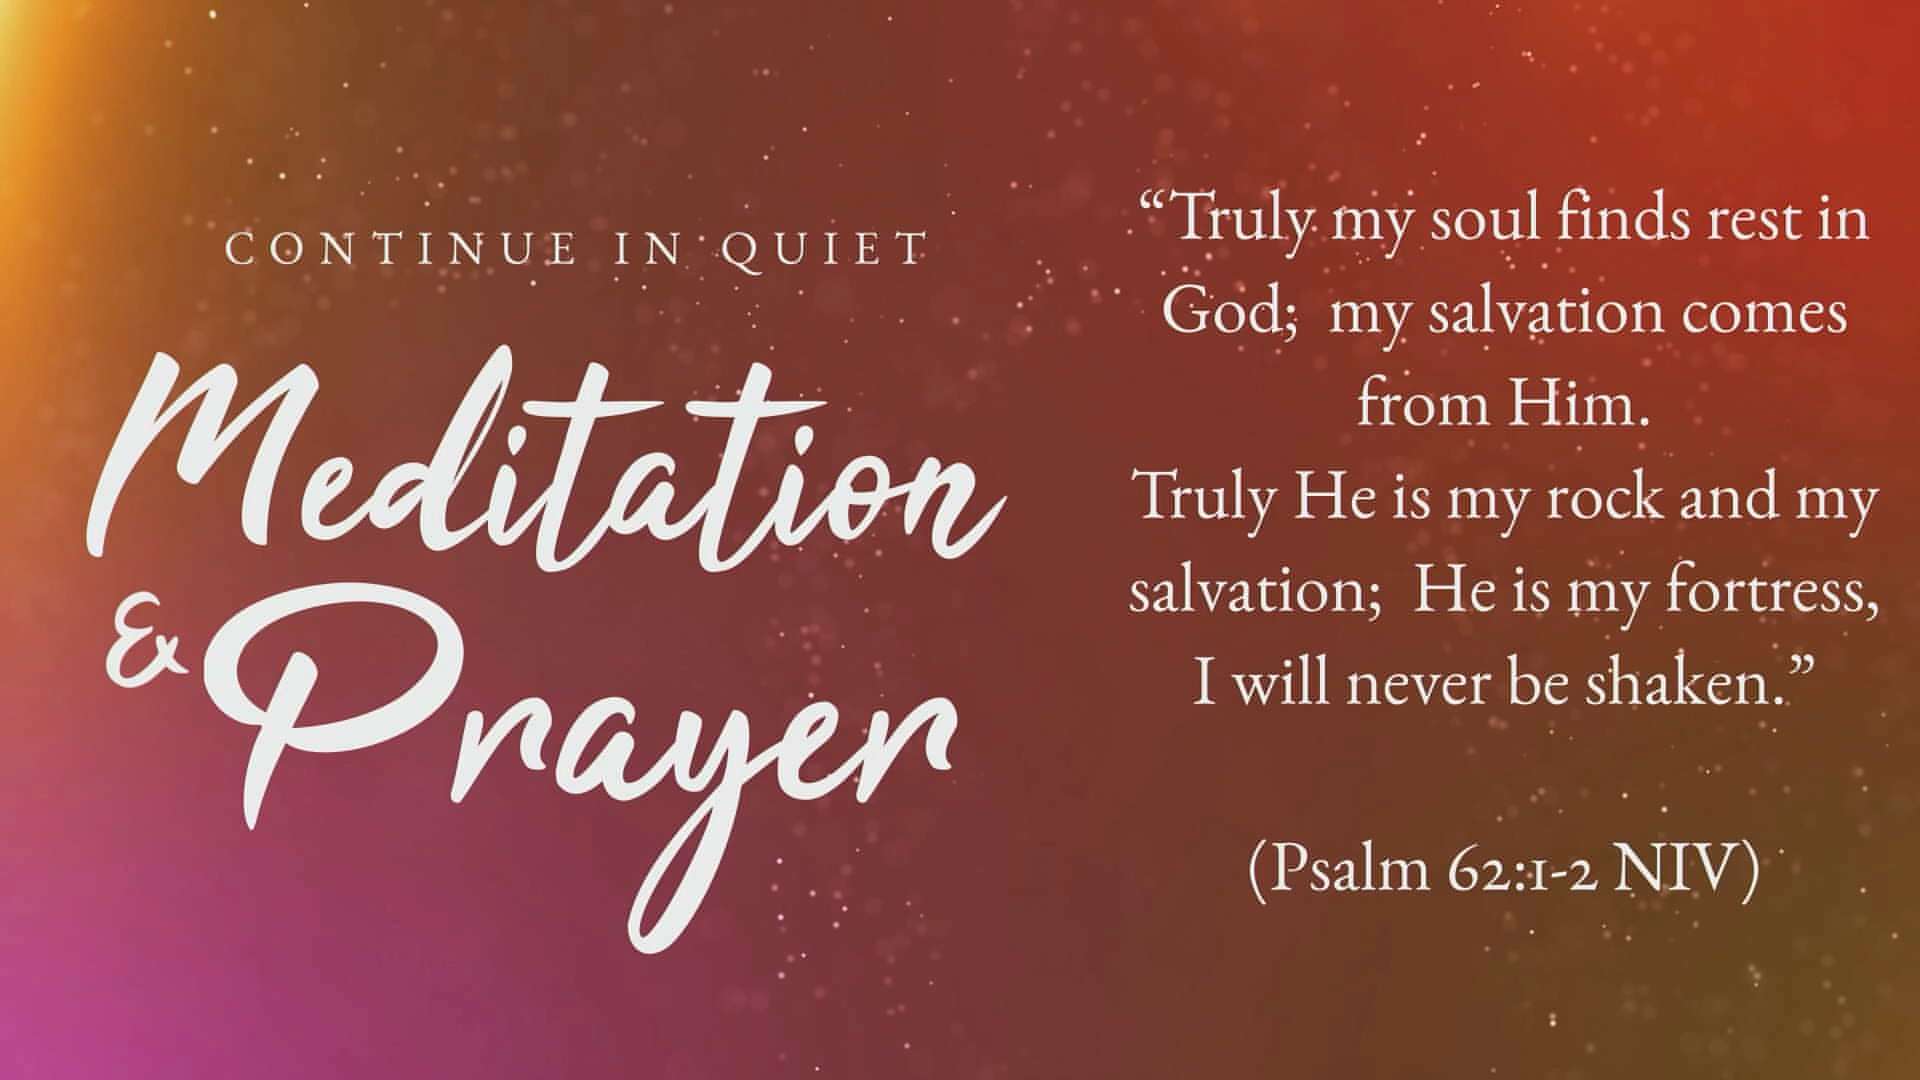 CONTINUE IN QUIET
Meditation
& Prayer
“Truly my soul finds rest in
God;  my salvation comes
from Him.
Truly He is my rock and my
salvation;  He is my fortress,
I will never be shaken.”
(Psalm 62:1-2 NIV)